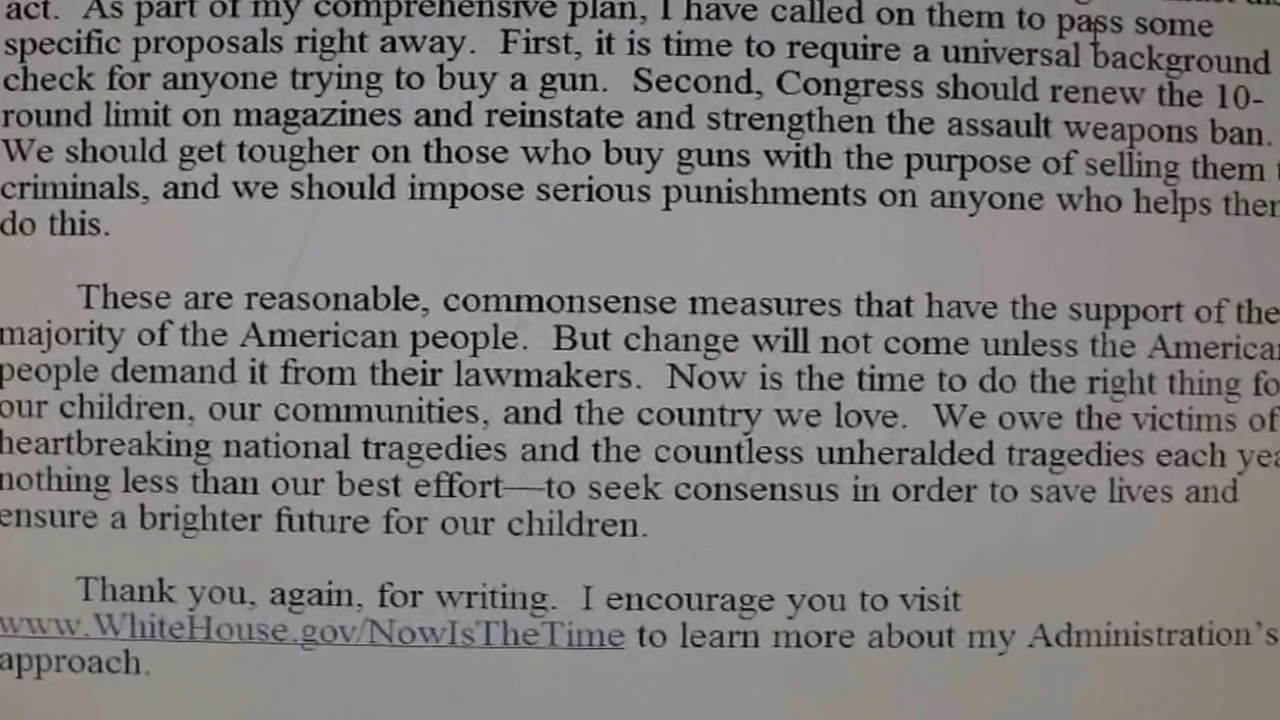 act. As part of my comprehensive plan, I have called on them to pass some
specific proposals right away. First, it is time to require a universal background
check for anyone trying to buy a gun. Second, Congress should renew the 10-
round limit on magazines and reinstate and strengthen the assault weapons ban.
We should get tougher on those who buy guns with the purpose of selling them
criminals, and we should impose serious punishments on anyone who helps
do this.
These are reasonable, commonsense measures that have the support of the
majority of the American people. But change will not come unless the
people demand it from their lawmakers. Now is the time to do the right thing
our children, our communities, and the country we love. We owe the victims of
heartbreaking national tragedies and the countless unheralded tragedies each
nothing less than our best effort—to seek consensus in order to save lives and
ensure a brighter future for our children.
Thank you, again, for writing. I encourage you to visit
www.WhiteHouse.gov/NowIsTheTime to learn more about my Administration's
approach.